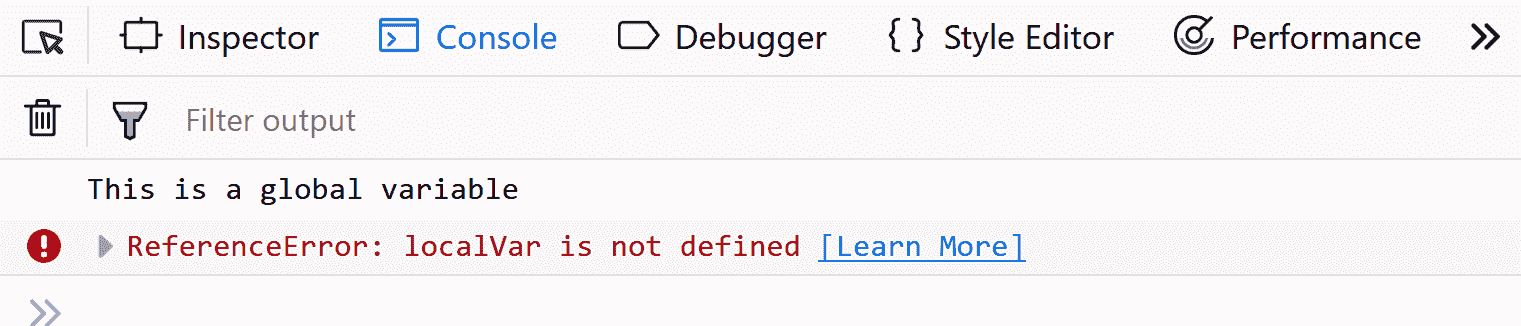 Inspector Console Debugger { } Style Editor Performance
Filter output
This is a global variable
ReferenceError: localVar is not defined [Learn More]